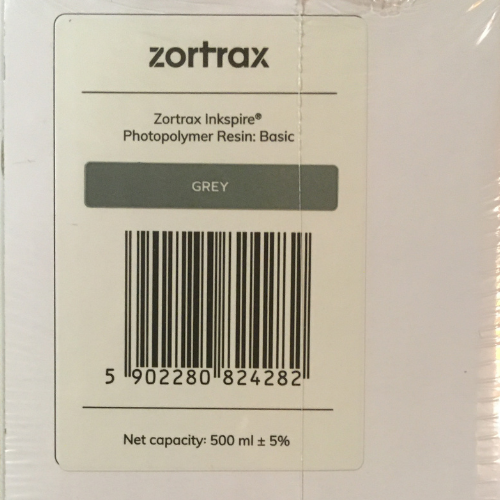 zortrax
Zortrax Inkspire®
Photopolymer Resin: Basic
GREY
5 902280 824282
Net capacity: 500 ml ± 5%